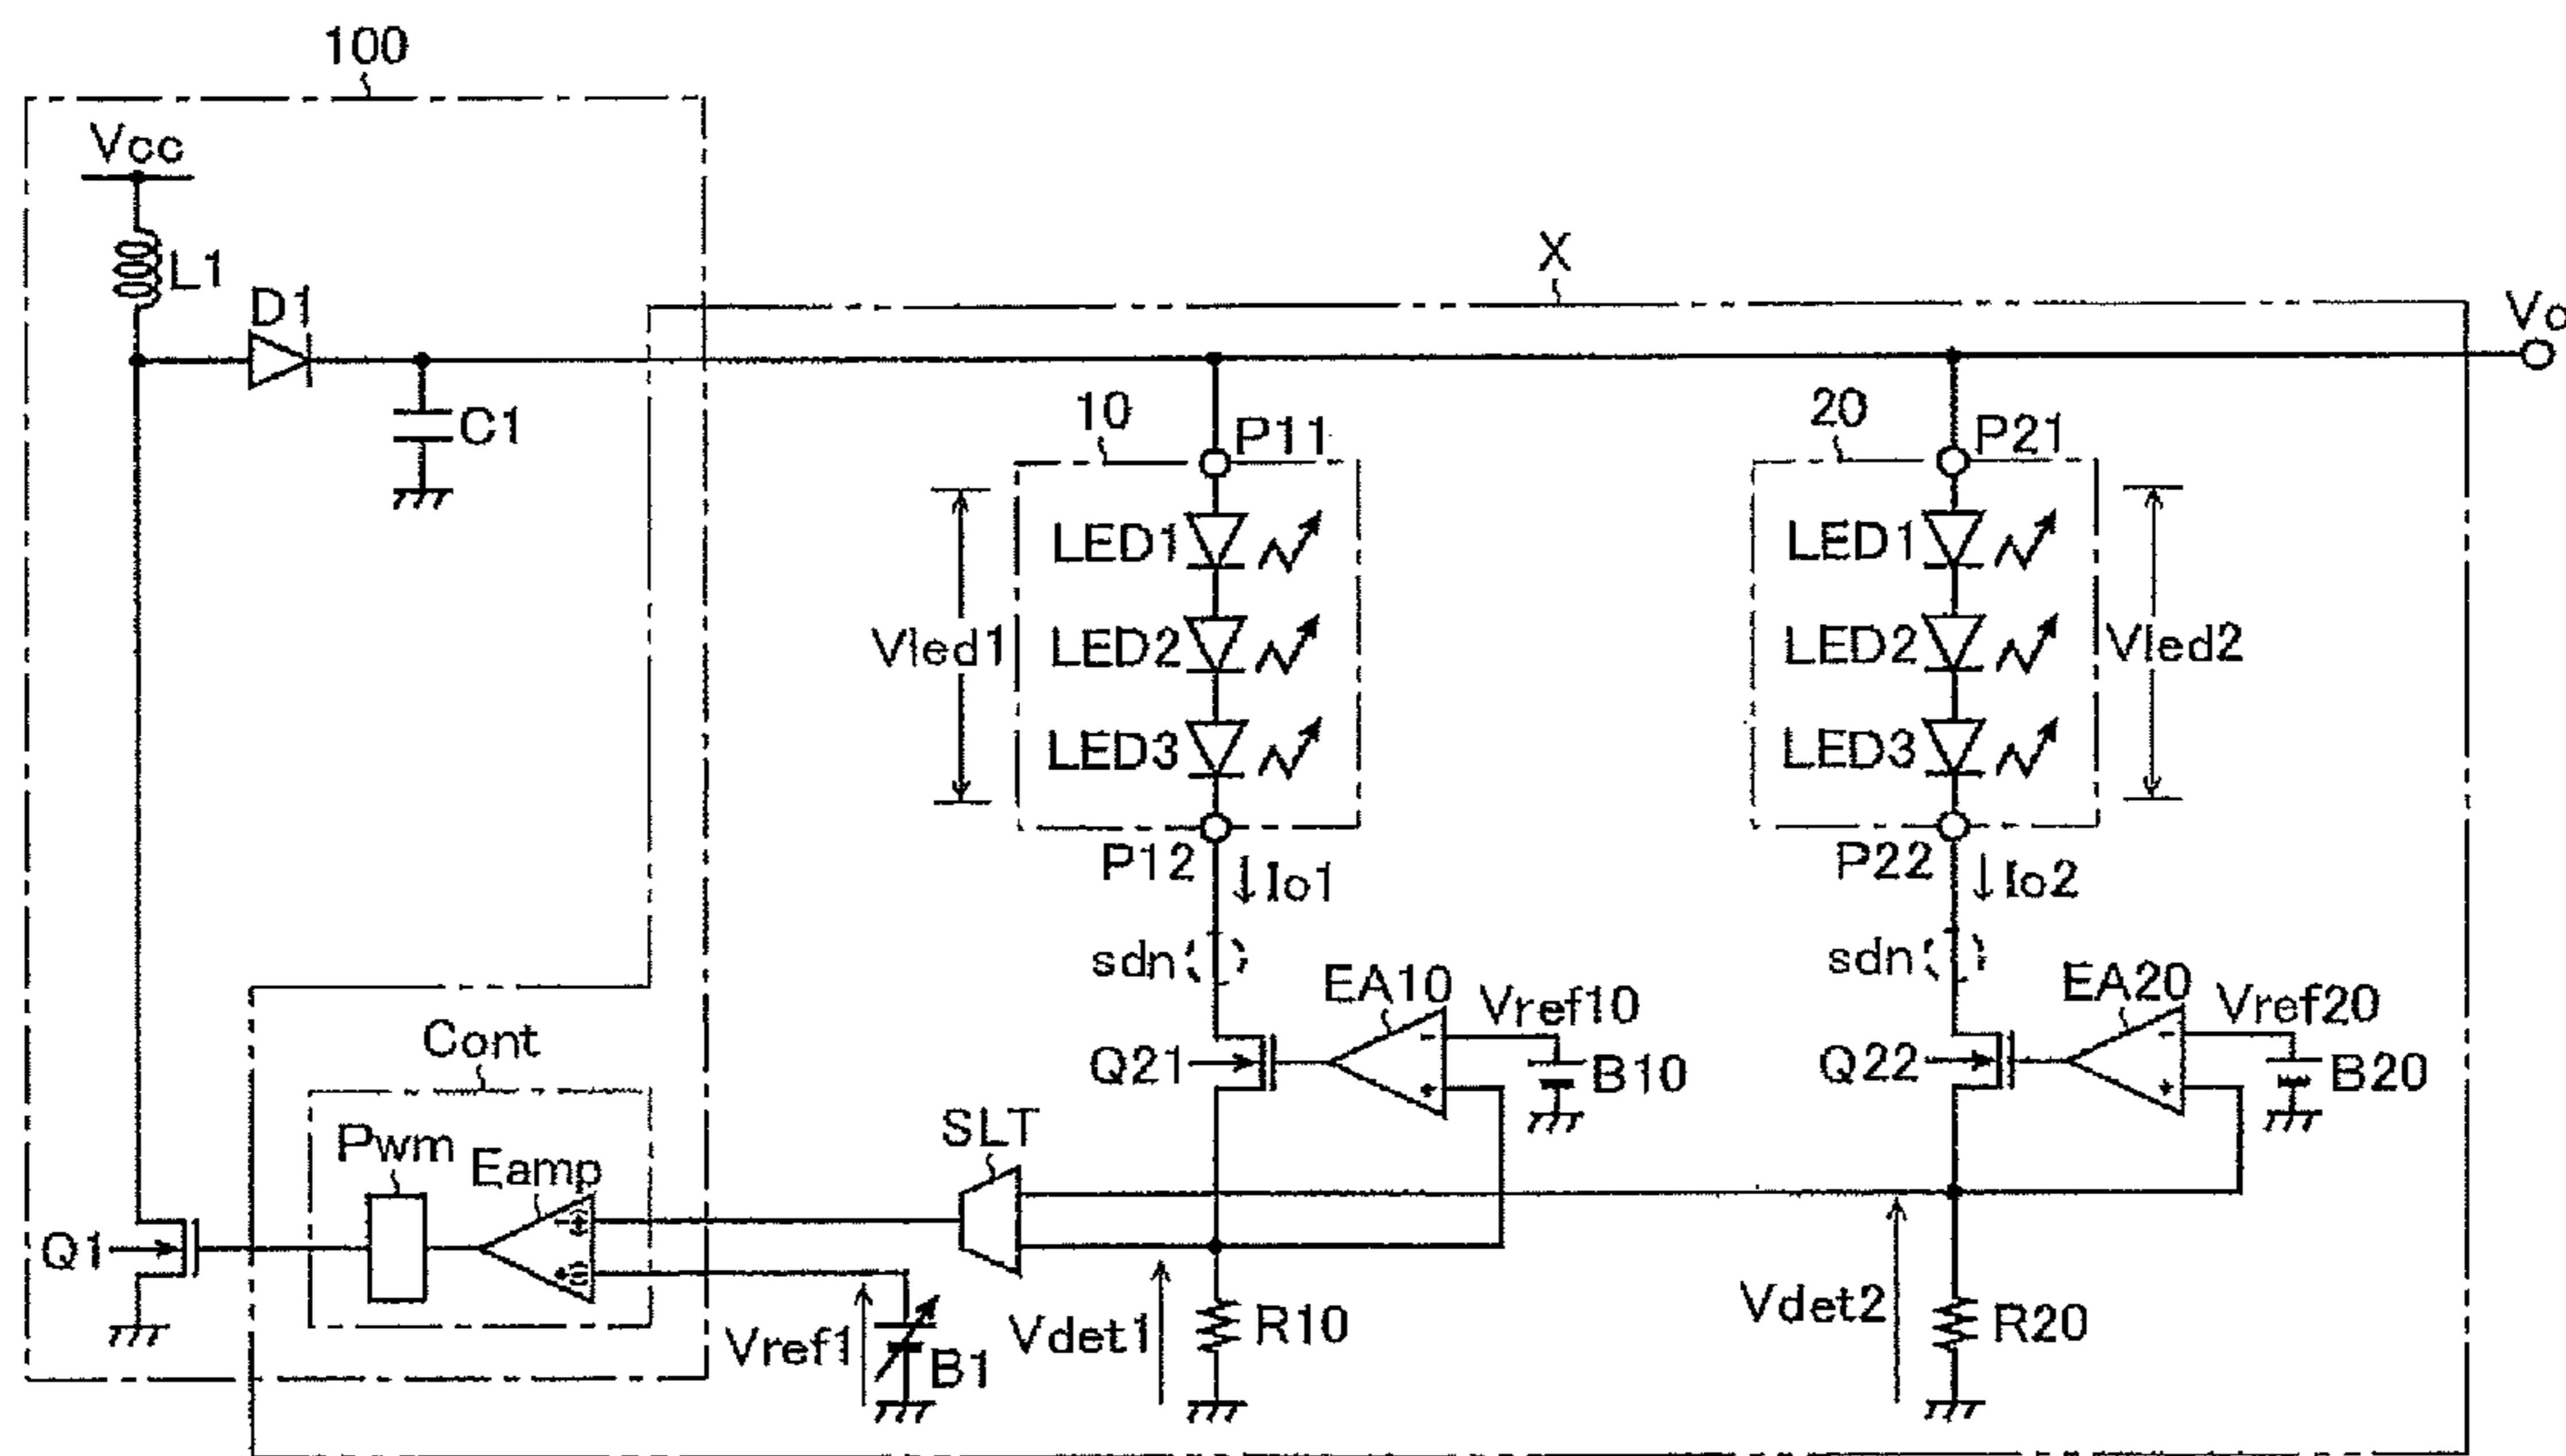 100
Vcc
L1
D1
C1
X
Vo
10
P11
20
P21
LED1
LED2
LED3
Vled1
LED1
LED2
LED3
Vled2
P12
Io1
P22
Io2
sdn
sdn
EA10
Vref10
EA20
Vref20
Q21
B10
Q22
B20
Cont
Pwm
Eamp
SLT
Q1
Vref1
B1
Vdet1
R10
Vdet2
R20